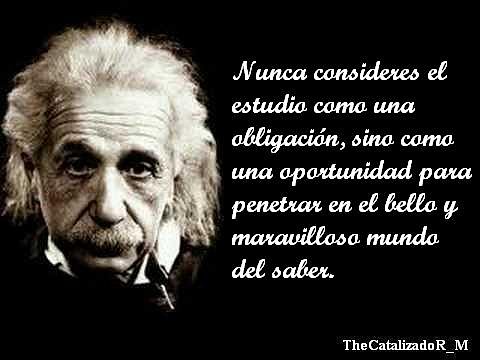 Nunca consideres el
estudio como una
obligación, sino como
una oportunidad para
penetrar en el bello y
maravilloso mundo
del saber.
TheCatalizadoR_M